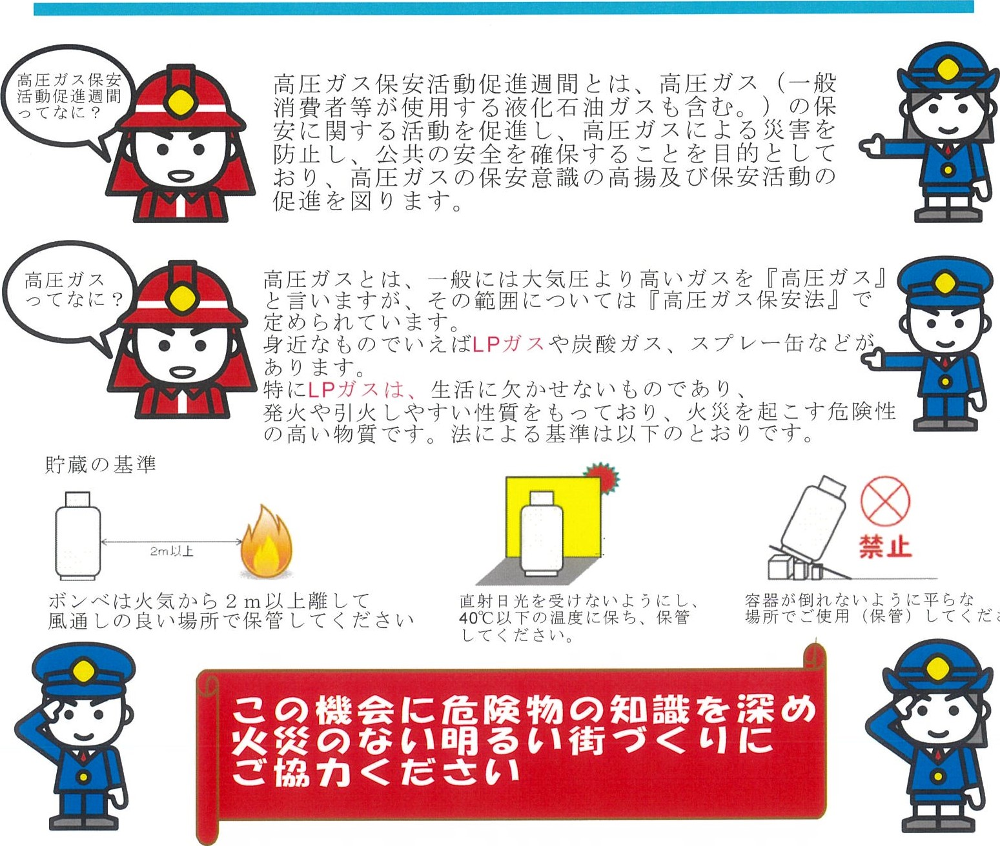 高圧ガス保安
活動促進週間
ってなに？
高圧ガス保安活動促進週間とは、高圧ガス（一般
消費者等が使用する液化石油ガスも含む。）の保
安に関する活動を促進し、高圧ガスによる災害を
防止し、公共の安全を確保することを目的として
おり、高圧ガスの保安意識の高揚及び保安活動の
促進を図ります。
高圧ガス
ってなに？
高圧ガスとは、一般には大気圧より高いガスを『高圧ガス』
と言いますが、その範囲については『高圧ガス保安法』で
定められています。
身近なものでいえばLPガスや炭酸ガス、スプレー缶などが
あります。
特にLPガスは、生活に欠かせないものであり、
発火や引火しやすい性質をもっており、火災を起こす危険性
の高い物質です。法による基準は以下のとおりです。
貯蔵の基準
2m以上
禁止
ボンベは火気から２ｍ以上離して
風通しの良い場所で保管してください
直射日光を受けないようにし、
40℃以下の温度に保ち、保管
してください。
容器が倒れないように平らな
場所でご使用（保管）してくださ
この機会に危険物の知識を深め
火災のない明るい街づくりに
ご協力ください